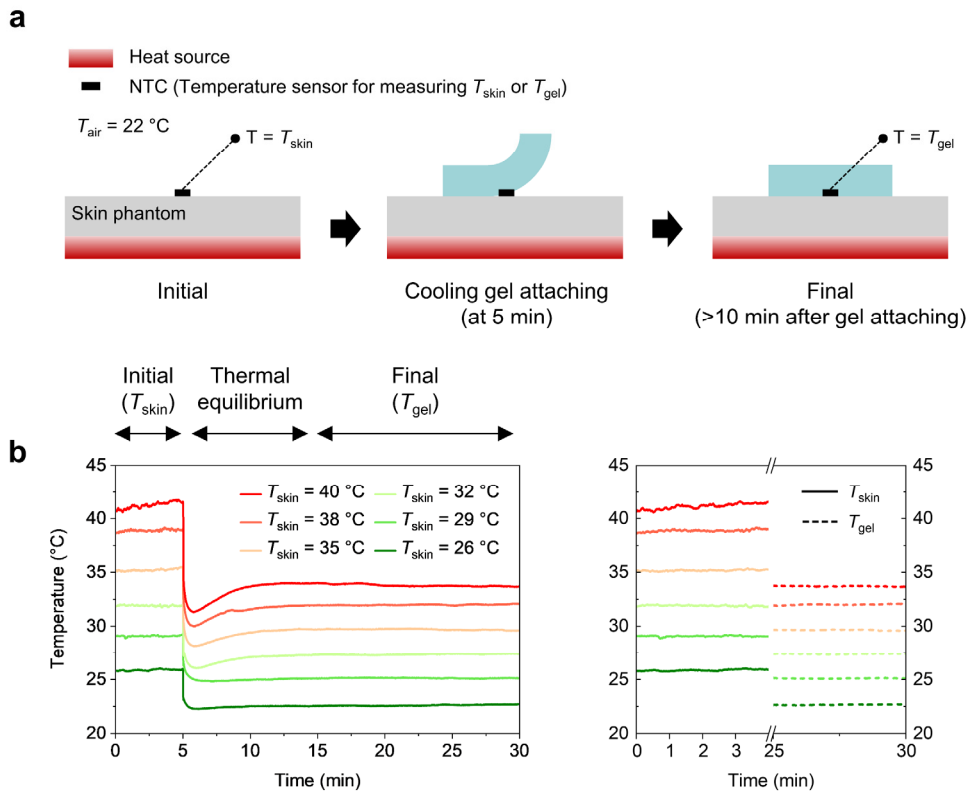 a
Heat source
NTC (Temperature sensor for measuring Tskin or Tgel)
Tair = 22 °C
T = Tskin
T = Tgel
Skin phantom
Initial
Cooling gel attaching
(at 5 min)
Final
(>10 min after gel attaching)
Initial
(Tskin)
Thermal
equilibrium
Final
(Tgel)
b
Temperature (°C)
45
40
35
30
25
20
0
5
10
15
20
25
30
Time (min)
Tskin = 40 °C
Tskin = 38 °C
Tskin = 35 °C
Tskin = 32 °C
Tskin = 29 °C
Tskin = 26 °C
45
40
35
30
25
20
0
1
2
3
4
25
30
Time (min)
Tskin
Tgel
45
40
35
30
25
20